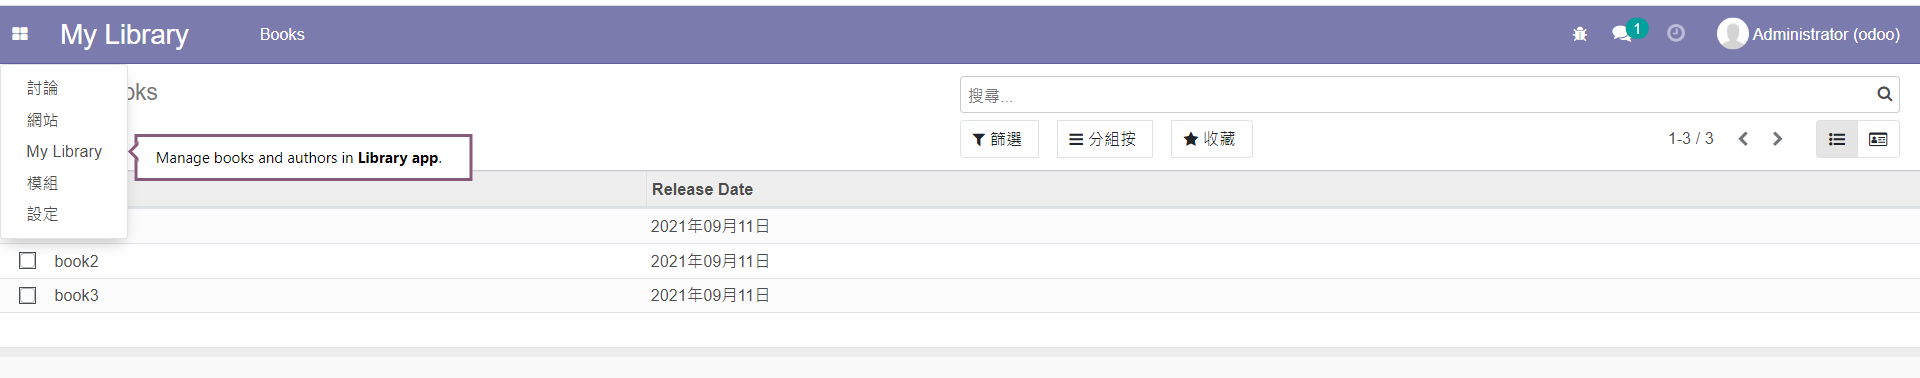 My Library Books 1 Administrator (odoo)
討論
網站
My Library
模組
設定
oks
搜尋...
Manage books and authors in Library app.
篩選 分組按 收藏 1-3 / 3
Release Date
2021年09月11日
book2 2021年09月11日
book3 2021年09月11日